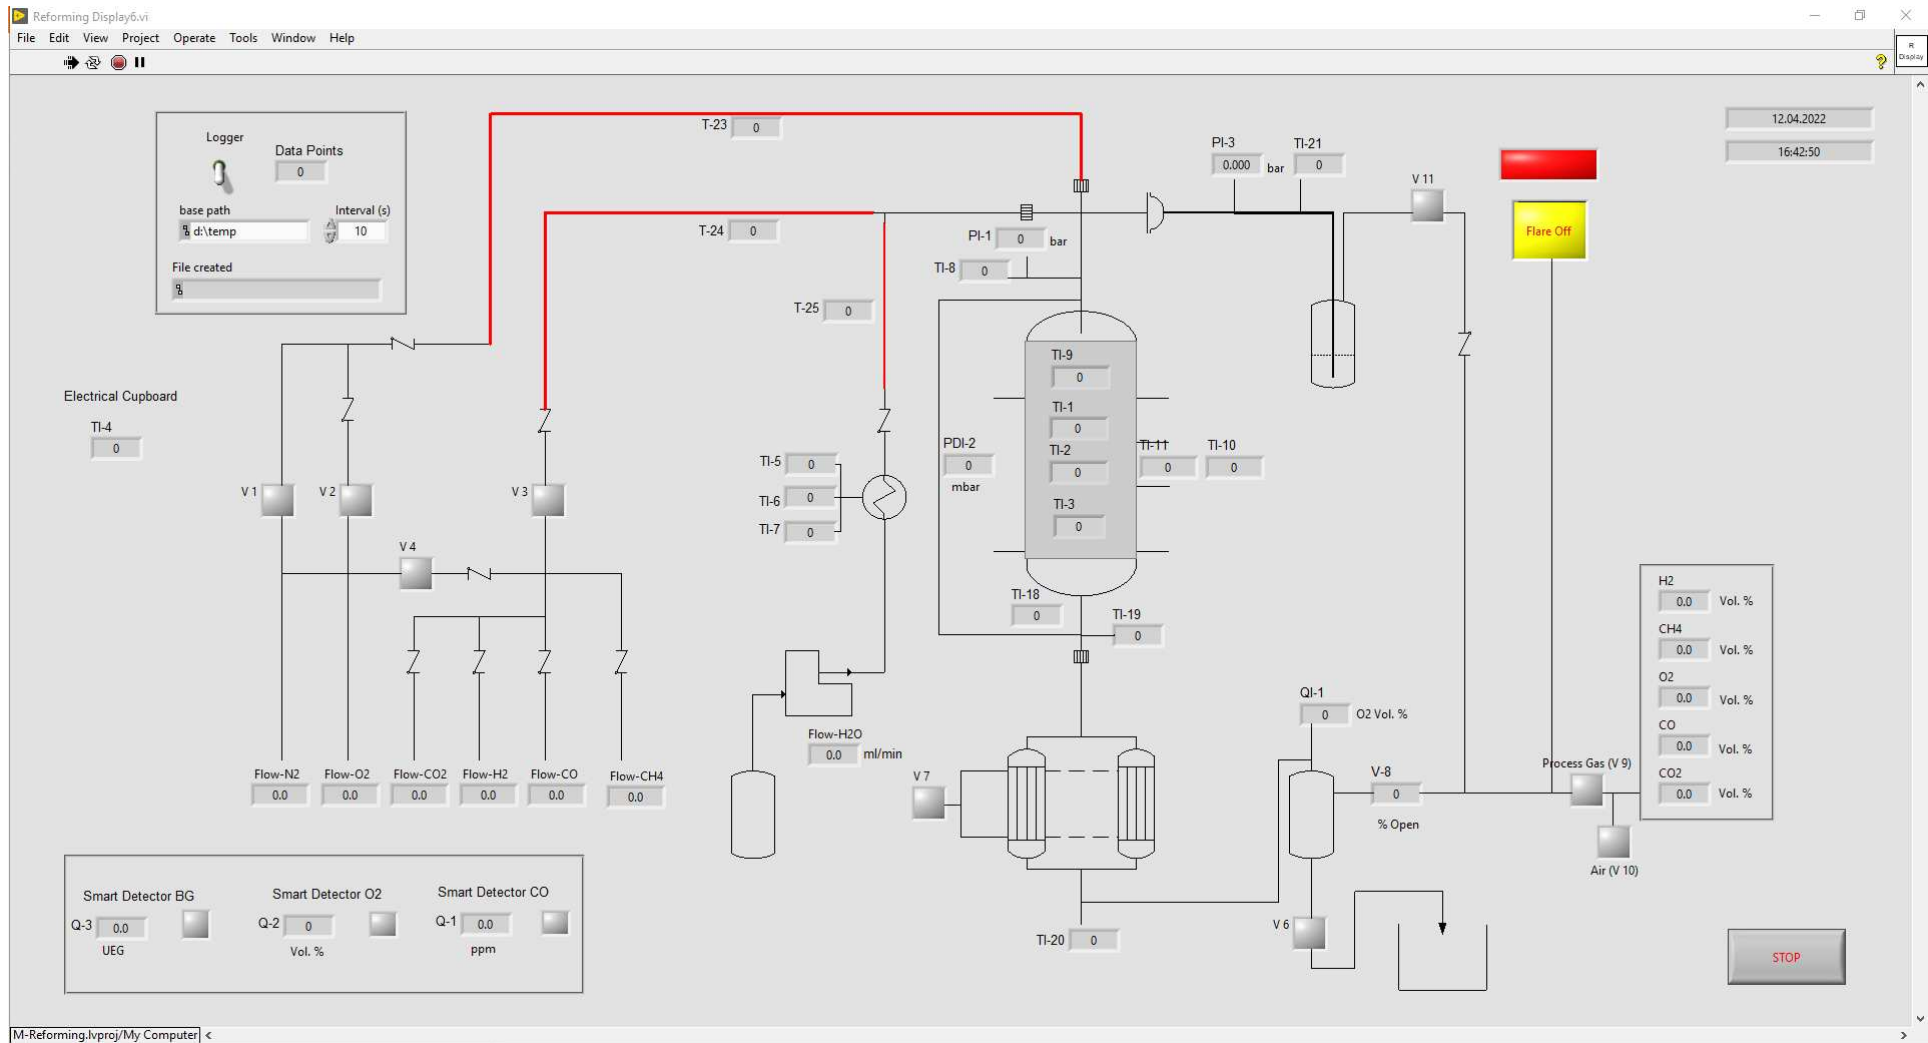 Reforming Display6.vi
File Edit View Project Operate Tools Window Help
R
Display
Logger
Data Points
0
base path
d:\temp
Interval (s)
10
File created
T-23 0
T-24 0
T-25 0
PI-1 0 bar
TI-8 0
PI-3
0.000 bar
TI-21
0
V 11
Flare Off
12.04.2022
16:42:50
Electrical Cupboard
TI-4
0
V 1
V 2
V 3
V 4
TI-5 0
TI-6 0
TI-7 0
PDI-2
0
mbar
TI-9
0
TI-1
0
TI-2
0
TI-3
0
TI-11
0
TI-10
0
TI-18
0
TI-19
0
Flow-H2O
0.0 ml/min
Flow-N2
0.0
Flow-O2
0.0
Flow-CO2
0.0
Flow-H2
0.0
Flow-CO
0.0
Flow-CH4
0.0
V 7
QI-1
0 O2 Vol. %
V-8
0
% Open
Process Gas (V 9)
Air (V 10)
H2
0.0 Vol. %
CH4
0.0 Vol. %
O2
0.0 Vol. %
CO
0.0 Vol. %
CO2
0.0 Vol. %
Smart Detector BG
Q-3 0.0
UEG
Smart Detector O2
Q-2 0
Vol. %
Smart Detector CO
Q-1 0.0
ppm
TI-20 0
V 6
STOP
M-Reforming.lvproj/My Computer